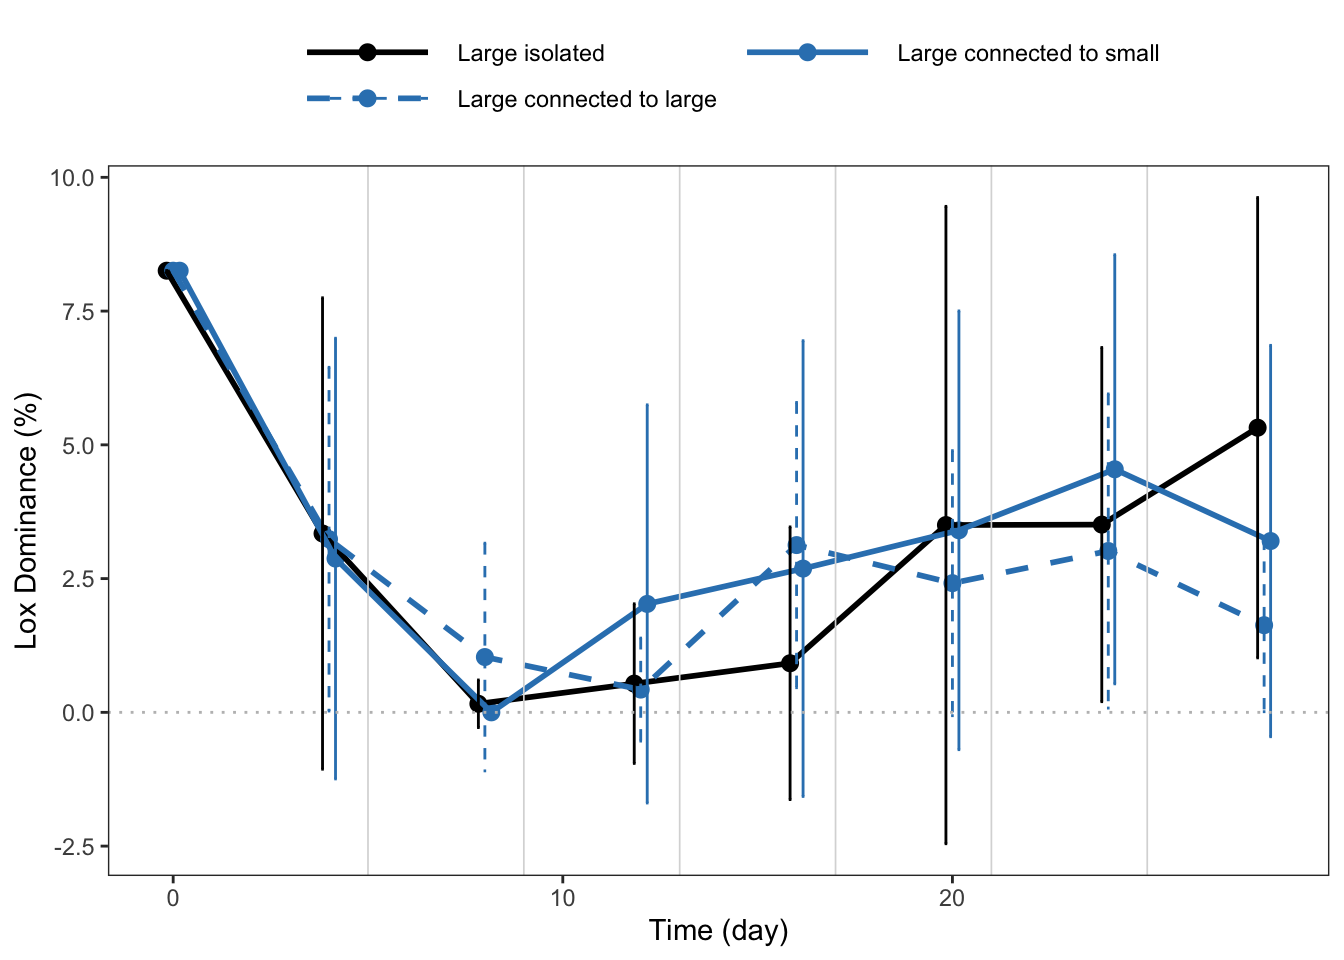 Large isolated
Large connected to small
Large connected to large
10.0
7.5
5.0
2.5
0.0
-2.5
Lox Dominance (%)
0
10
20
Time (day)